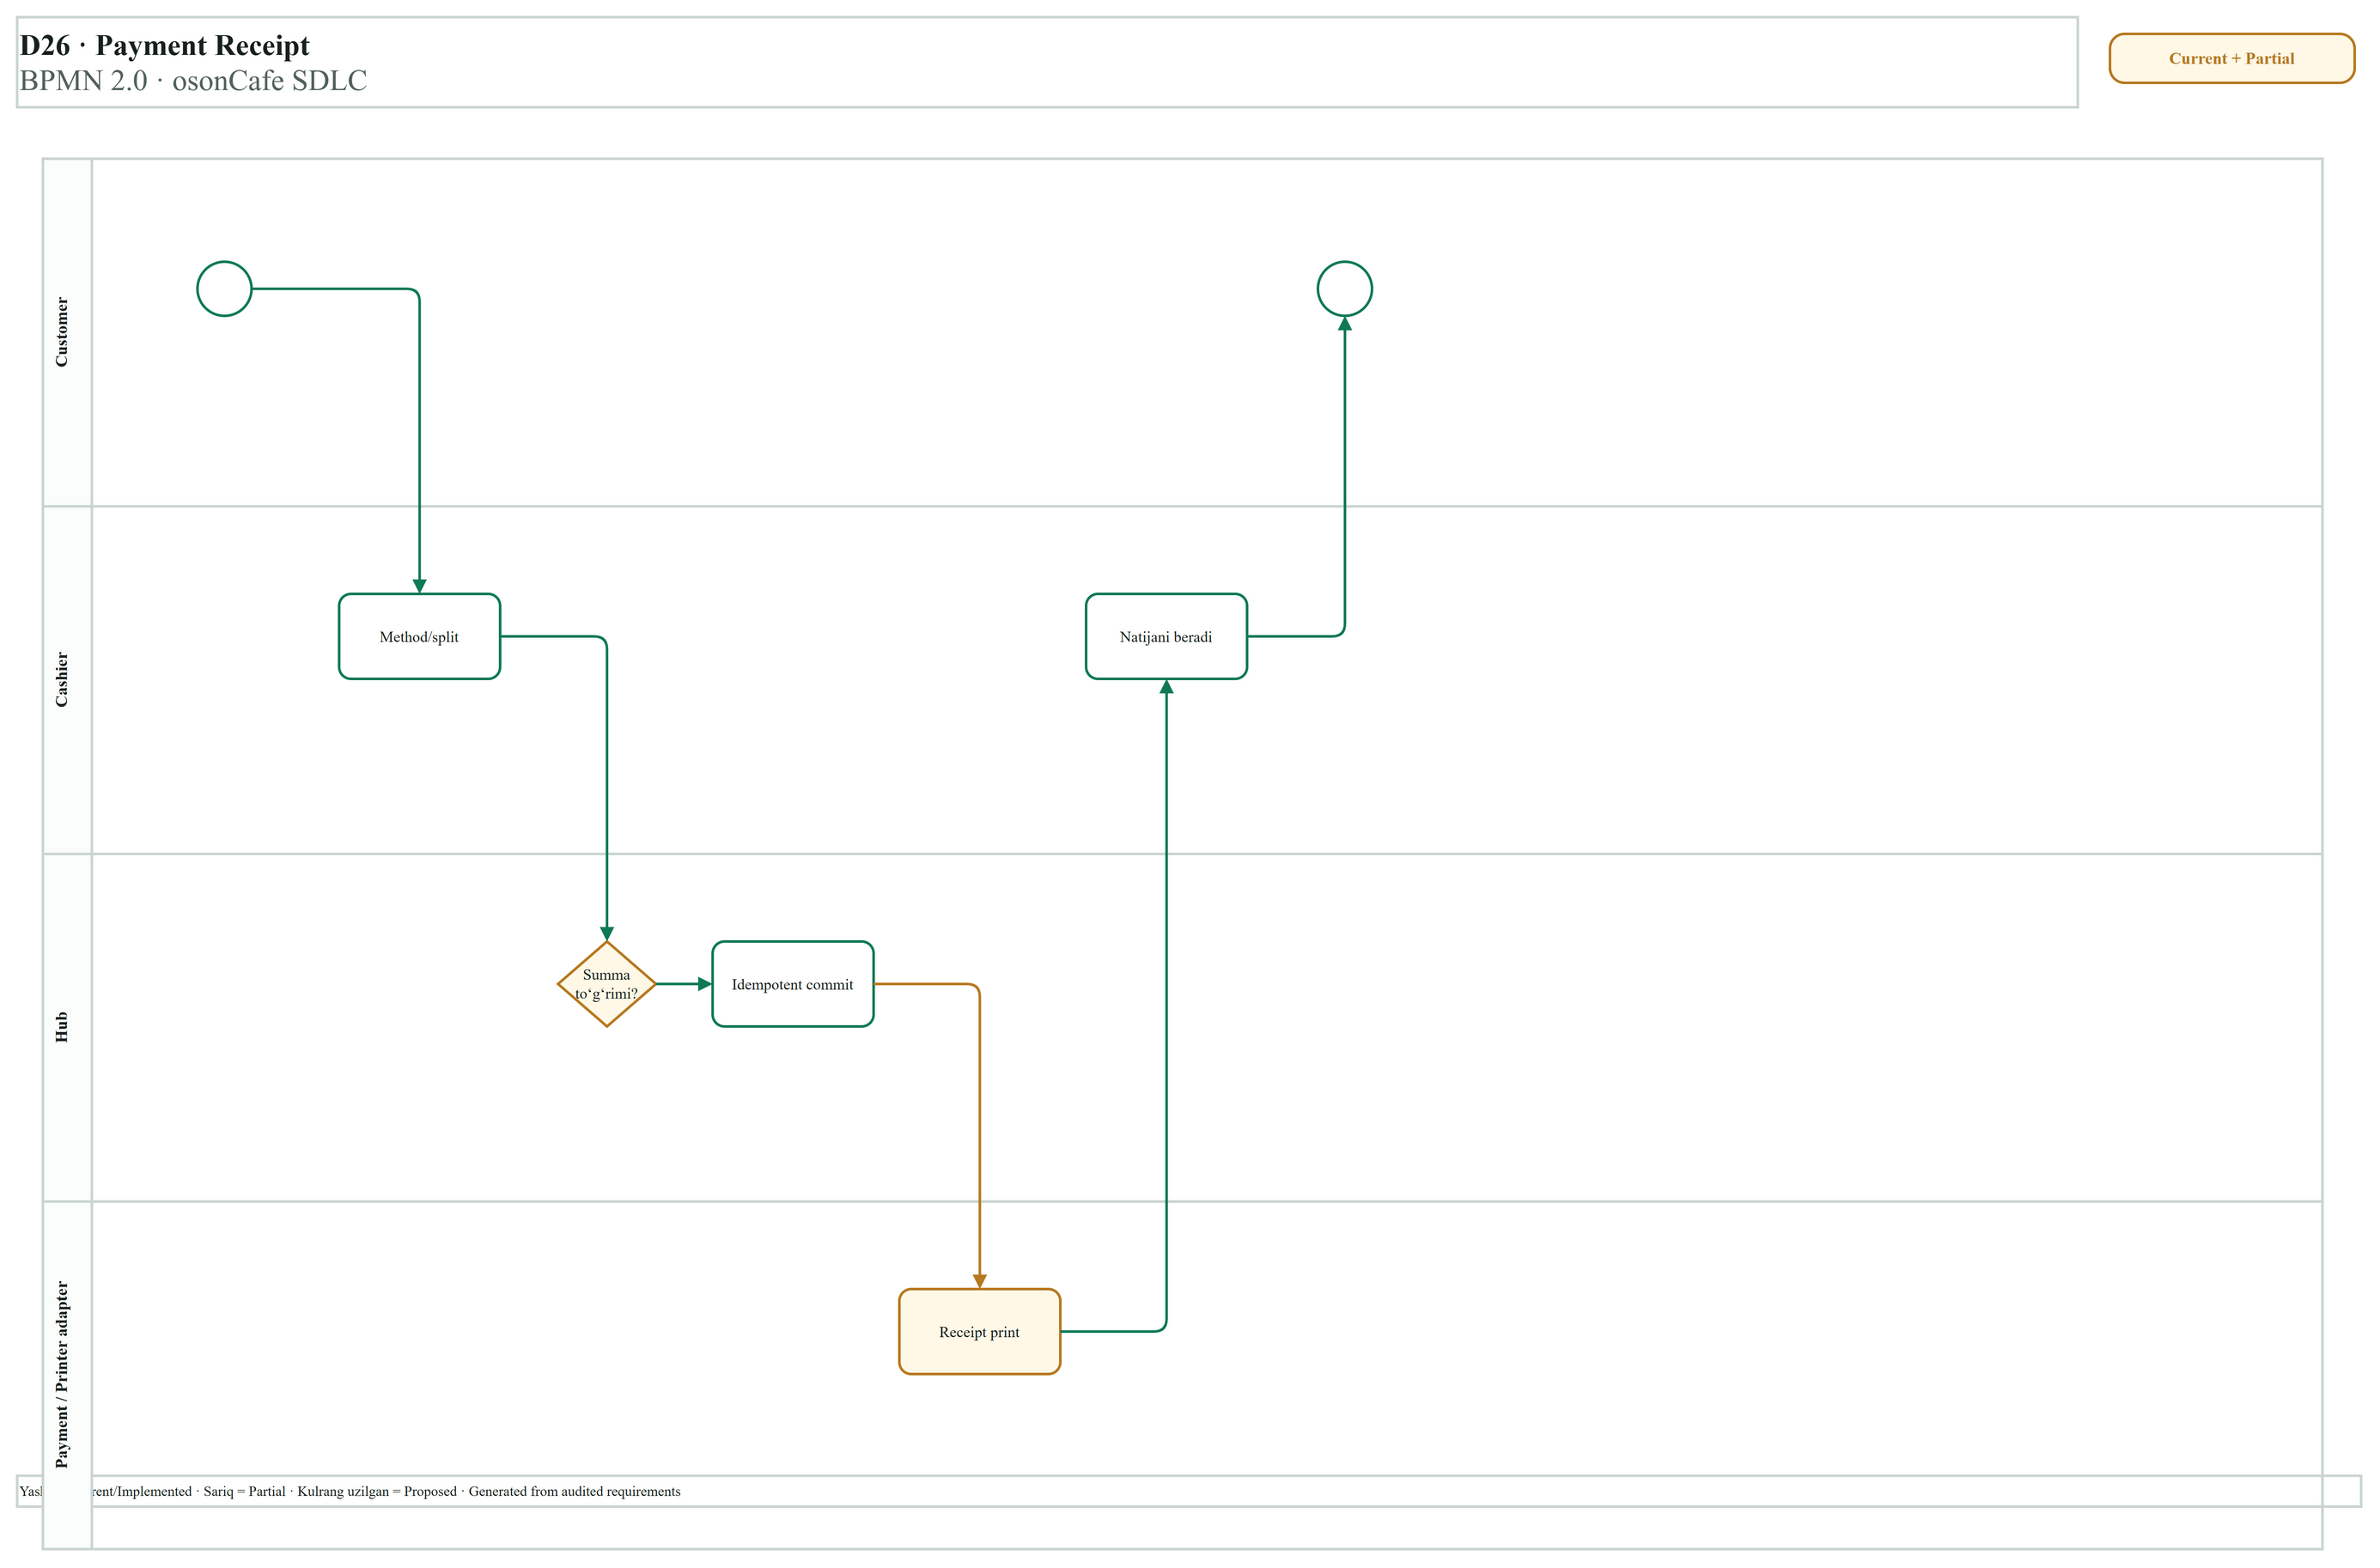 D26 · Payment Receipt
BPMN 2.0 · osonCafe SDLC
Current + Partial
Customer
Cashier
Method/split
Natijani beradi
Hub
Summa
to‘g‘rimi?
Idempotent commit
Payment / Printer adapter
Receipt print
rent/Implemented · Sariq = Partial · Kulrang uzilgan = Proposed · Generated from audited requirements